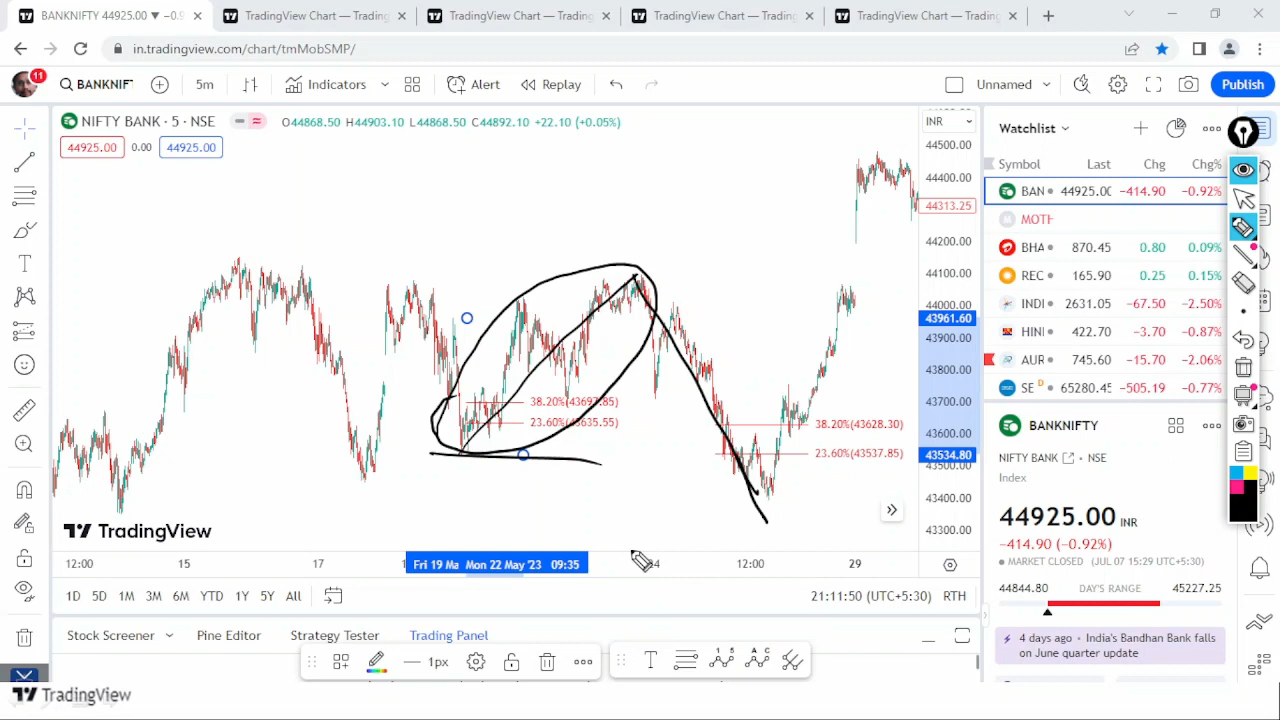 BANKNIFTY 44925.00 ▼ −0.9
TradingView Chart — Trading
TradingView Chart — Trading
TradingView Chart — Trading
TradingView Chart — Trading
in.tradingview.com/chart/tmMobSMP/
11
BANKNIF
5m
Indicators
Alert
Replay
Unnamed
Publish
NIFTY BANK · 5 · NSE
O44868.50 H44903.10 L44868.50 C44892.10 +22.10 (+0.05%)
INR
44925.00
0.00
44925.00
44500.00
44400.00
44313.25
44200.00
44100.00
44000.00
43961.60
43900.00
43800.00
43700.00
43600.00
43534.80
43500.00
43400.00
43300.00
38.20%(43697.85)
23.60%(43635.55)
38.20%(43628.30)
23.60%(43537.85)
TradingView
12:00
15
17
Fri 19 Ma
Mon 22 May '23 09:35
24
12:00
29
1D 5D 1M 3M 6M YTD 1Y 5Y All
21:11:50 (UTC+5:30)
RTH
Stock Screener
Pine Editor
Strategy Tester
Trading Panel
1px
Watchlist
Symbol Last Chg Chg%
BAN 44925.00 −414.90 −0.92%
M MOTH
BHA 870.45 0.80 0.09%
REC 165.90 0.25 0.15%
INDI 2631.05 −67.50 −2.50%
HINI 422.70 −3.70 −0.87%
AUR 745.60 −15.70 −2.06%
SE D 65280.45 −505.19 −0.77%
BANKNIFTY
NIFTY BANK · NSE
Index
44925.00 INR
−414.90 (−0.92%)
MARKET CLOSED (JUL 07 15:29 UTC+5:30)
44844.80 DAY'S RANGE 45227.25
4 days ago · India's Bandhan Bank falls
on June quarter update
TradingView